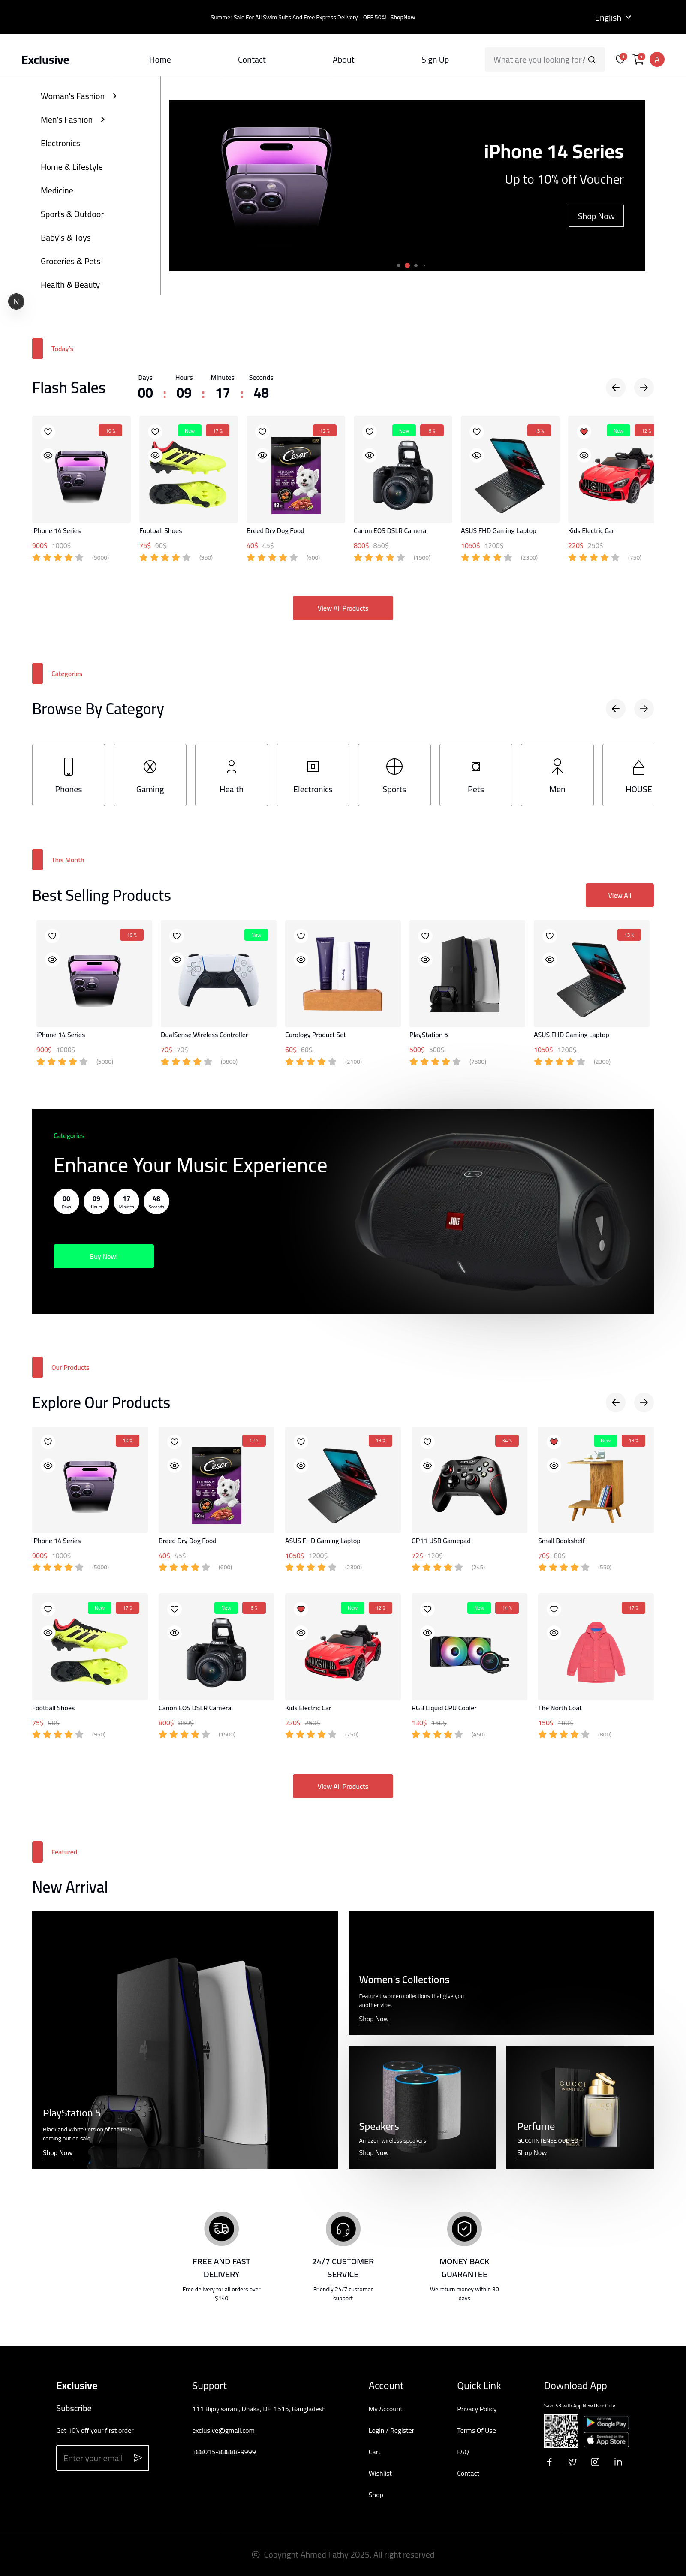 Summer Sale For All Swim Suits And Free Express Delivery - OFF 50%! ShopNow
English
Exclusive
Home
Contact
About
Sign Up
What are you looking for?
A
Woman's Fashion
Men's Fashion
Electronics
Home & Lifestyle
Medicine
Sports & Outdoor
Baby's & Toys
Groceries & Pets
Health & Beauty
iPhone 14 Series
Up to 10% off Voucher
Shop Now
N
Today's
Flash Sales
Days Hours Minutes Seconds
00 : 09 : 17 : 48
10 %
New 17 %
12 %
New 6 %
13 %
New 12 %
Cesar
iPhone 14 Series
900$ 1000$
(5000)
Football Shoes
75$ 90$
(950)
Breed Dry Dog Food
40$ 45$
(600)
Canon EOS DSLR Camera
800$ 850$
(1500)
ASUS FHD Gaming Laptop
1050$ 1200$
(2300)
Kids Electric Car
220$ 250$
(750)
View All Products
Categories
Browse By Category
Phones
Gaming
Health
Electronics
Sports
Pets
Men
HOUSE
This Month
Best Selling Products
View All
10 %
New
13 %
iPhone 14 Series
900$ 1000$
(5000)
DualSense Wireless Controller
70$ 70$
(9800)
Curology Product Set
60$ 60$
(2100)
PlayStation 5
500$ 500$
(7500)
ASUS FHD Gaming Laptop
1050$ 1200$
(2300)
Categories
Enhance Your Music Experience
00 09 17 48
Days Hours Minutes Seconds
Buy Now!
JBL
Our Products
Explore Our Products
10 %
12 %
13 %
34 %
New 13 %
Cesar
iPhone 14 Series
900$ 1000$
(5000)
Breed Dry Dog Food
40$ 45$
(600)
ASUS FHD Gaming Laptop
1050$ 1200$
(2300)
GP11 USB Gamepad
72$ 120$
(245)
Small Bookshelf
70$ 80$
(550)
New 17 %
New 6 %
New 12 %
New 14 %
17 %
Football Shoes
75$ 90$
(950)
Canon EOS DSLR Camera
800$ 850$
(1500)
Kids Electric Car
220$ 250$
(750)
RGB Liquid CPU Cooler
130$ 150$
(450)
The North Coat
150$ 180$
(800)
View All Products
Featured
New Arrival
PlayStation 5
Black and White version of the PS5
coming out on sale.
Shop Now
Women's Collections
Featured women collections that give you
another vibe.
Shop Now
Speakers
Amazon wireless speakers
Shop Now
GUCCI
Perfume
GUCCI INTENSE OUD EDP
Shop Now
FREE AND FAST
DELIVERY
Free delivery for all orders over
$140
24/7 CUSTOMER
SERVICE
Friendly 24/7 customer
support
MONEY BACK
GUARANTEE
We return money within 30
days
Exclusive
Subscribe
Get 10% off your first order
Enter your email
Support
111 Bijoy sarani, Dhaka, DH 1515, Bangladesh
exclusive@gmail.com
+88015-88888-9999
Account
My Account
Login / Register
Cart
Wishlist
Shop
Quick Link
Privacy Policy
Terms Of Use
FAQ
Contact
Download App
Save $3 with App New User Only
GET IT ON
Google Play
Download on the
App Store
© Copyright Ahmed Fathy 2025. All right reserved